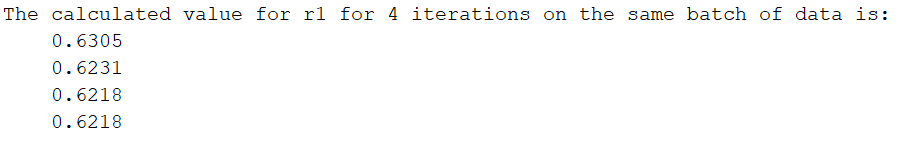 The calculated value for r1 for 4 iterations on the same batch of data is:
0.6305
0.6231
0.6218
0.6218